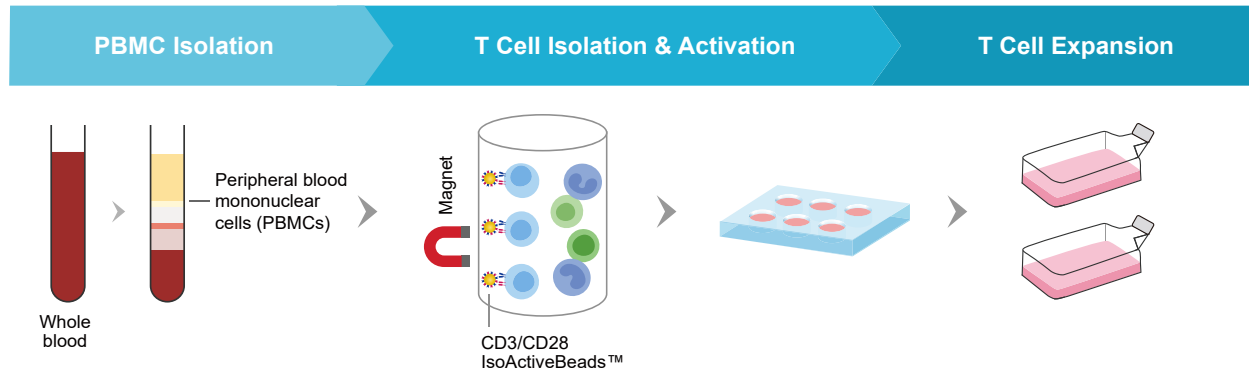 PBMC Isolation
T Cell Isolation & Activation
T Cell Expansion
Peripheral blood
mononuclear
cells (PBMCs)
Magnet
Whole
blood
CD3/CD28
IsoActiveBeads™